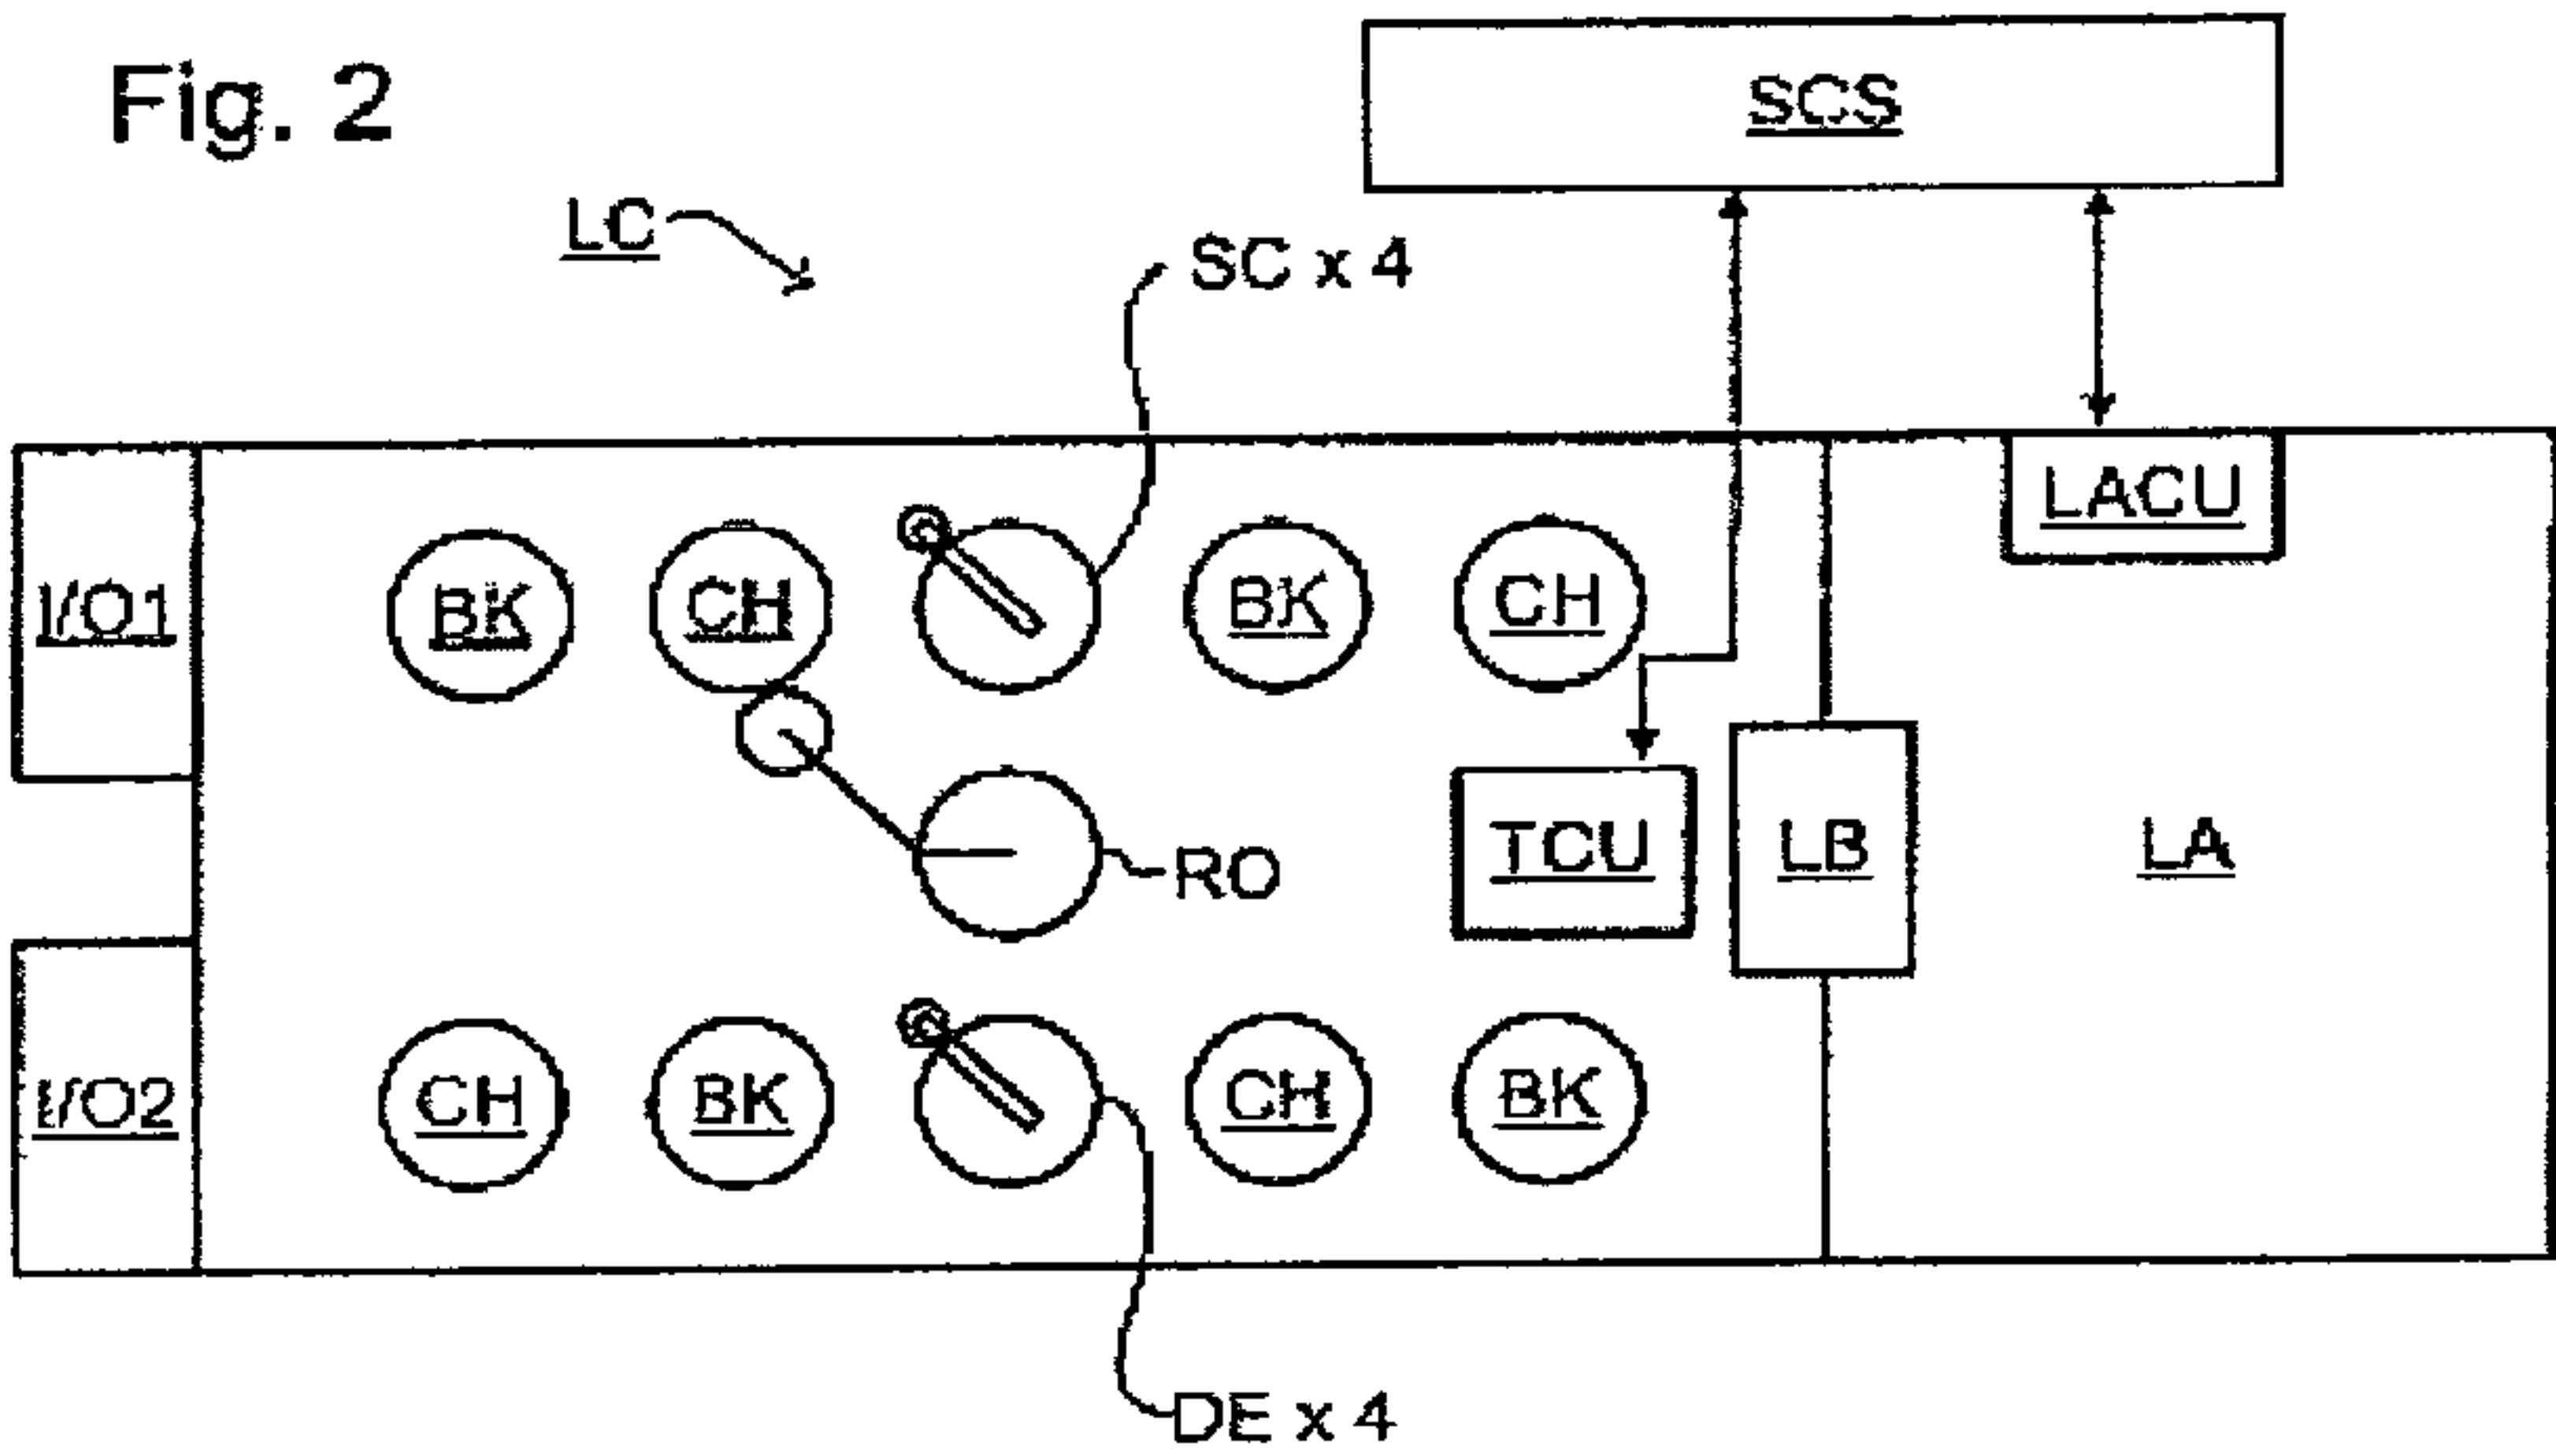 Fig. 2
SCS
LC
SC x 4
LACU
I/O1
BK
CH
BK
CH
RO
TCU
LB
LA
I/O2
CH
BK
CH
BK
DE x 4